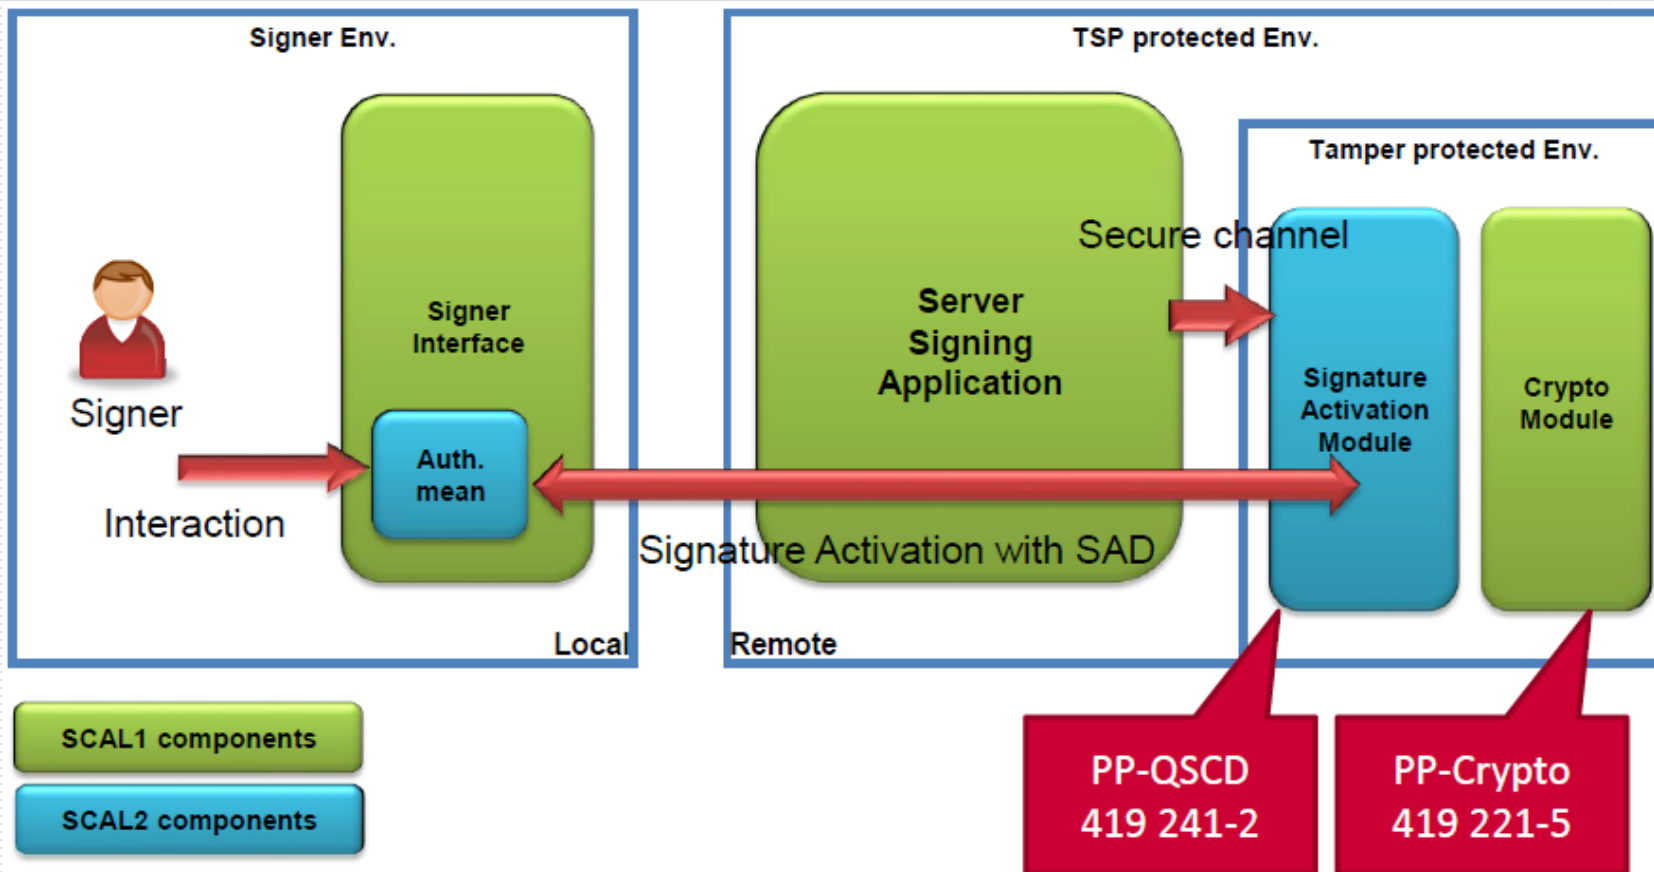 Signer Env.
TSP protected Env.
Tamper protected Env.
Secure channel
Signer
Interface
Server
Signing
Application
Signature
Activation
Module
Crypto
Module
Signer
Auth.
mean
Interaction
Signature Activation with SAD
Local
Remote
SCAL1 components
SCAL2 components
PP-QSCD
419 241-2
PP-Crypto
419 221-5